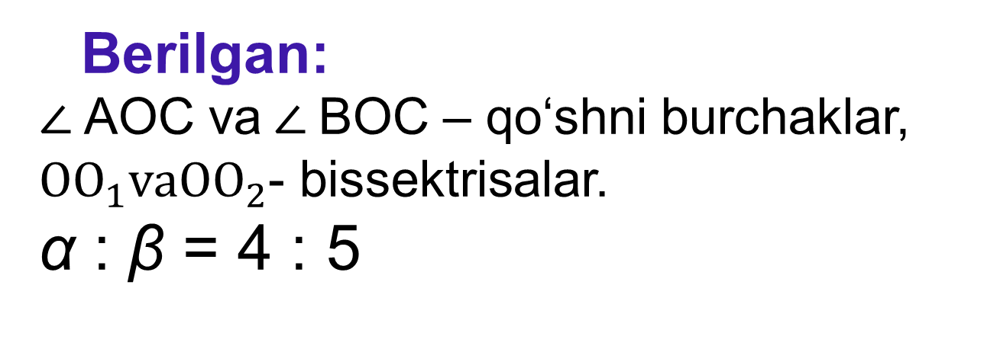 Berilgan:
∠ AOC va ∠ BOC – qo‘shni burchaklar,
OO₁vaOO₂- bissektrisalar.
α : β = 4 : 5